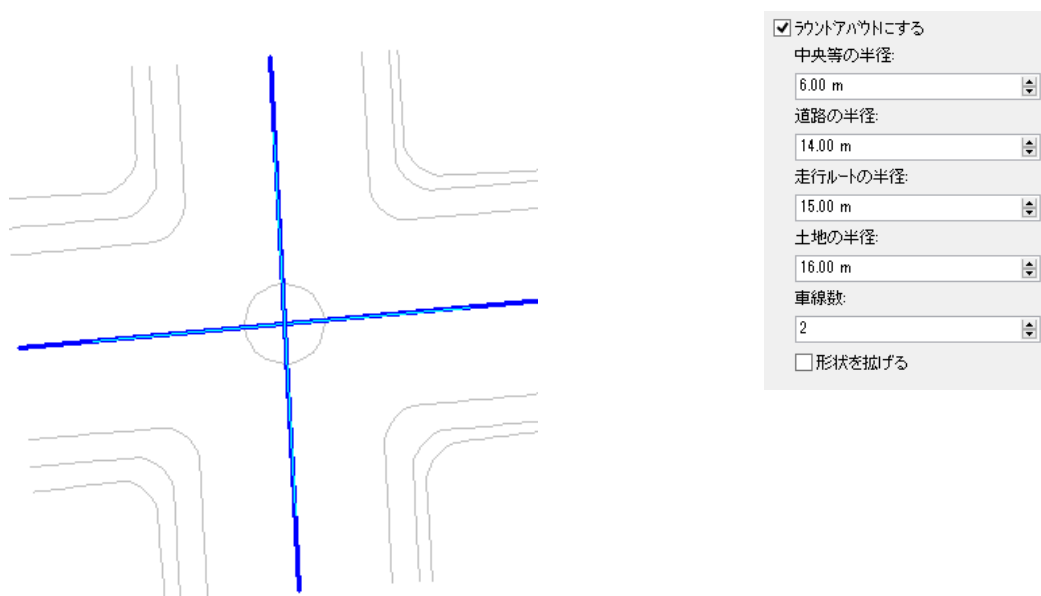 ラウンドアバウトにする
中央等の半径:
6.00 m
道路の半径:
14.00 m
走行ルートの半径:
15.00 m
土地の半径:
16.00 m
車線数:
2
形状を拡げる